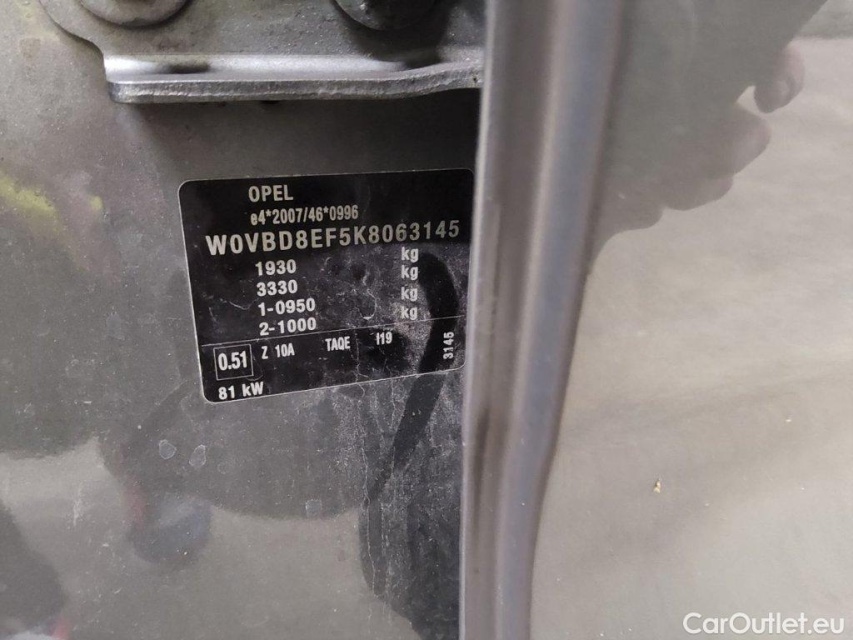 OPEL
e4*2007/46*0996
W0VBD8EF5K8063145
1930 kg
3330 kg
1-0950 kg
2-1000 kg
0.51 Z 10A TAQE I19 3145
81 kW
CarOutlet.eu